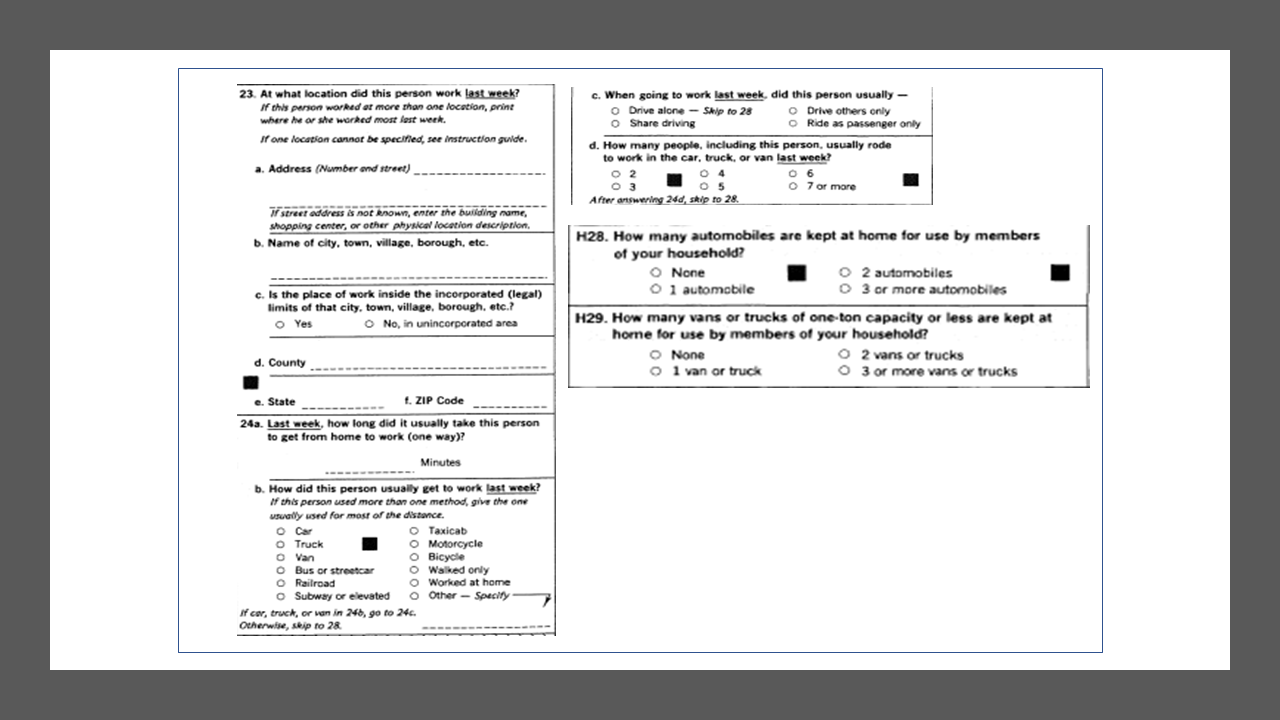 23. At what location did this person work last week?
If this person worked at more than one location, print
where he or she worked most last week.
If one location cannot be specified, see instruction guide.
a. Address (Number and street)
If street address is not known, enter the building name,
shopping center, or other physical location description.
b. Name of city, town, village, borough, etc.
c. Is the place of work inside the incorporated (legal)
limits of that city, town, village, borough, etc.?
Yes No, in unincorporated area
d. County
e. State f. ZIP Code
24a. Last week, how long did it usually take this person
to get from home to work (one way)?
Minutes
b. How did this person usually get to work last week?
If this person used more than one method, give the one
usually used for most of the distance.
Car Taxicab
Truck Motorcycle
Van Bicycle
Bus or streetcar Walked only
Railroad Worked at home
Subway or elevated Other — Specify
If car, truck, or van in 24b, go to 24c.
Otherwise, skip to 28.
c. When going to work last week, did this person usually —
Drive alone — Skip to 28 Drive others only
Share driving Ride as passenger only
d. How many people, including this person, usually rode
to work in the car, truck, or van last week?
2 4 6
3 5 7 or more
After answering 24d, skip to 28.
H28. How many automobiles are kept at home for use by members
of your household?
None 2 automobiles
1 automobile 3 or more automobiles
H29. How many vans or trucks of one-ton capacity or less are kept at
home for use by members of your household?
None 2 vans or trucks
1 van or truck 3 or more vans or trucks